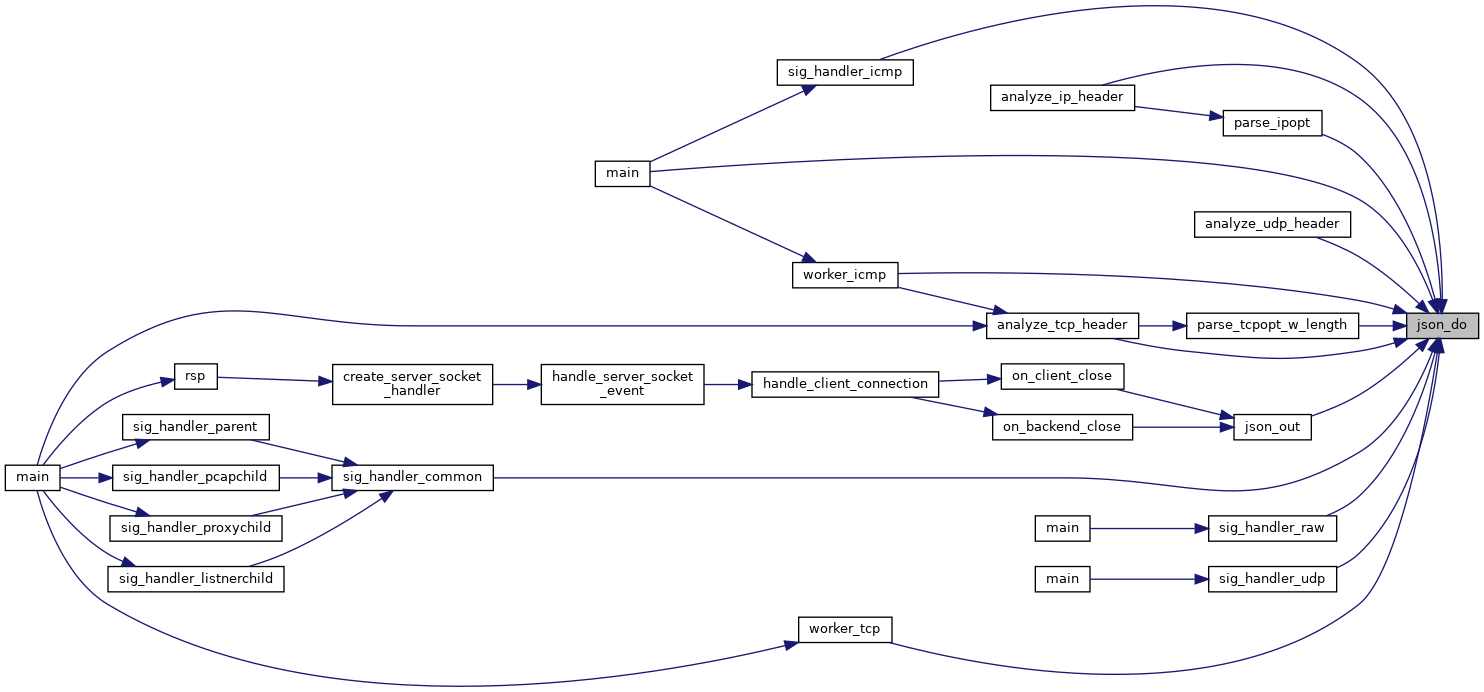 sig_handler_icmp
analyze_ip_header
parse_ipopt
main
analyze_udp_header
worker_icmp
analyze_tcp_header
parse_tcpopt_w_length
json_do
rsp
create_server_socket
_handler
handle_server_socket
_event
handle_client_connection
on_client_close
sig_handler_parent
on_backend_close
json_out
main
sig_handler_pcapchild
sig_handler_common
sig_handler_proxychild
main
sig_handler_raw
sig_handler_listnerchild
main
sig_handler_udp
worker_tcp